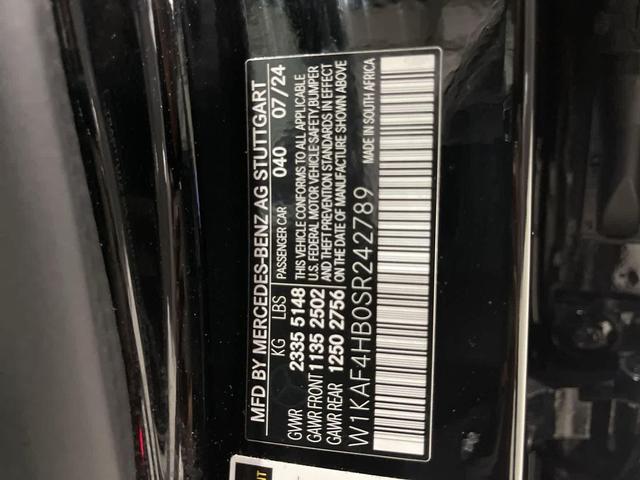 MFD BY MERCEDES-BENZ AG STUTTGART
KG LBS PASSENGER CAR 040 07/24
GVWR 2335 5148 THIS VEHICLE CONFORMS TO ALL APPLICABLE
GAWR FRONT 1135 2502 U.S. FEDERAL MOTOR VEHICLE SAFETY,BUMPER
GAWR REAR 1250 2756 AND THEFT PREVENTION STANDARDS IN EFFECT
ON THE DATE OF MANUFACTURE SHOWN ABOVE
W1KAF4HB0SR242789 MADE IN SOUTH AFRICA